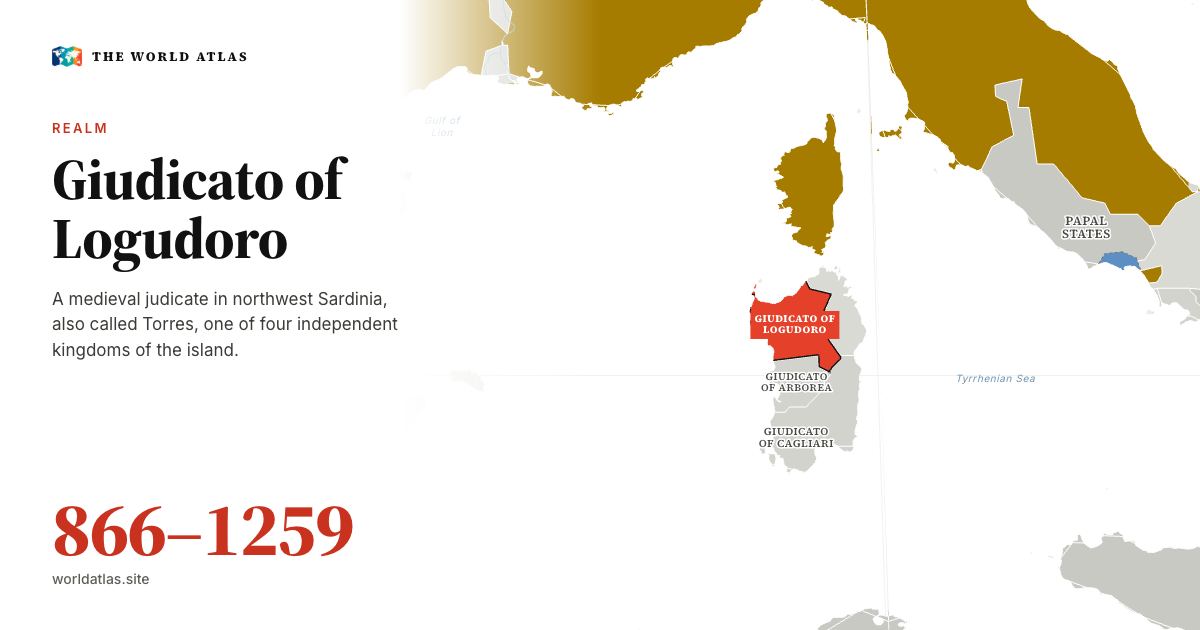 THE WORLD ATLAS
REALM
Giudicato of
Logudoro
A medieval judicate in northwest Sardinia,
also called Torres, one of four independent
kingdoms of the island.
866–1259
worldatlas.site
Gulf of
Lion
PAPAL
STATES
GIUDICATO OF
LOGUDORO
GIUDICATO
OF ARBOREA
Tyrrhenian Sea
GIUDICATO
OF CAGLIARI